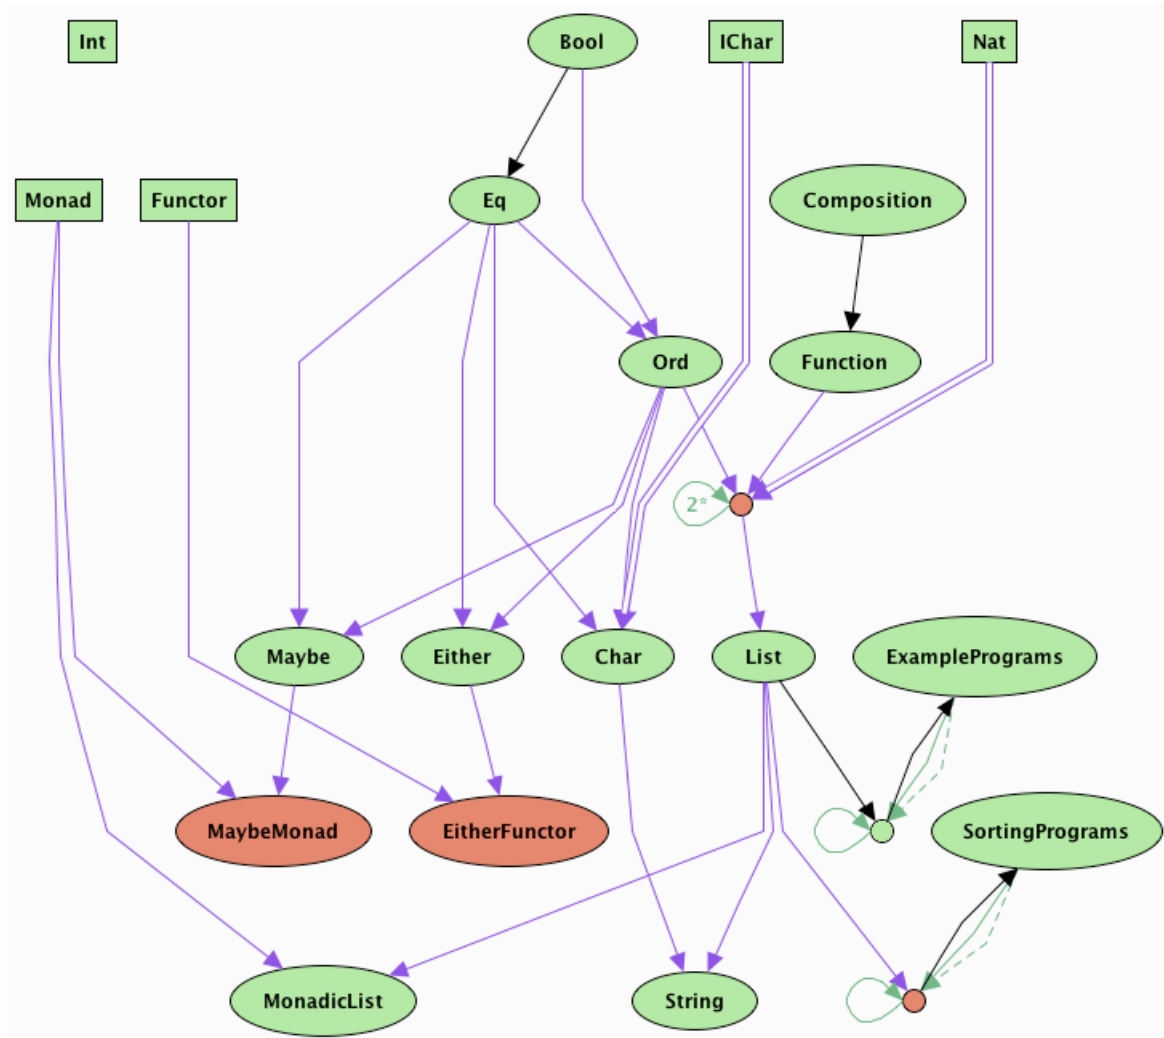 Int
Bool
IChar
Nat
Monad
Functor
Eq
Composition
Ord
Function
2*
Maybe
Either
Char
List
ExamplePrograms
MaybeMonad
EitherFunctor
SortingPrograms
MonadicList
String